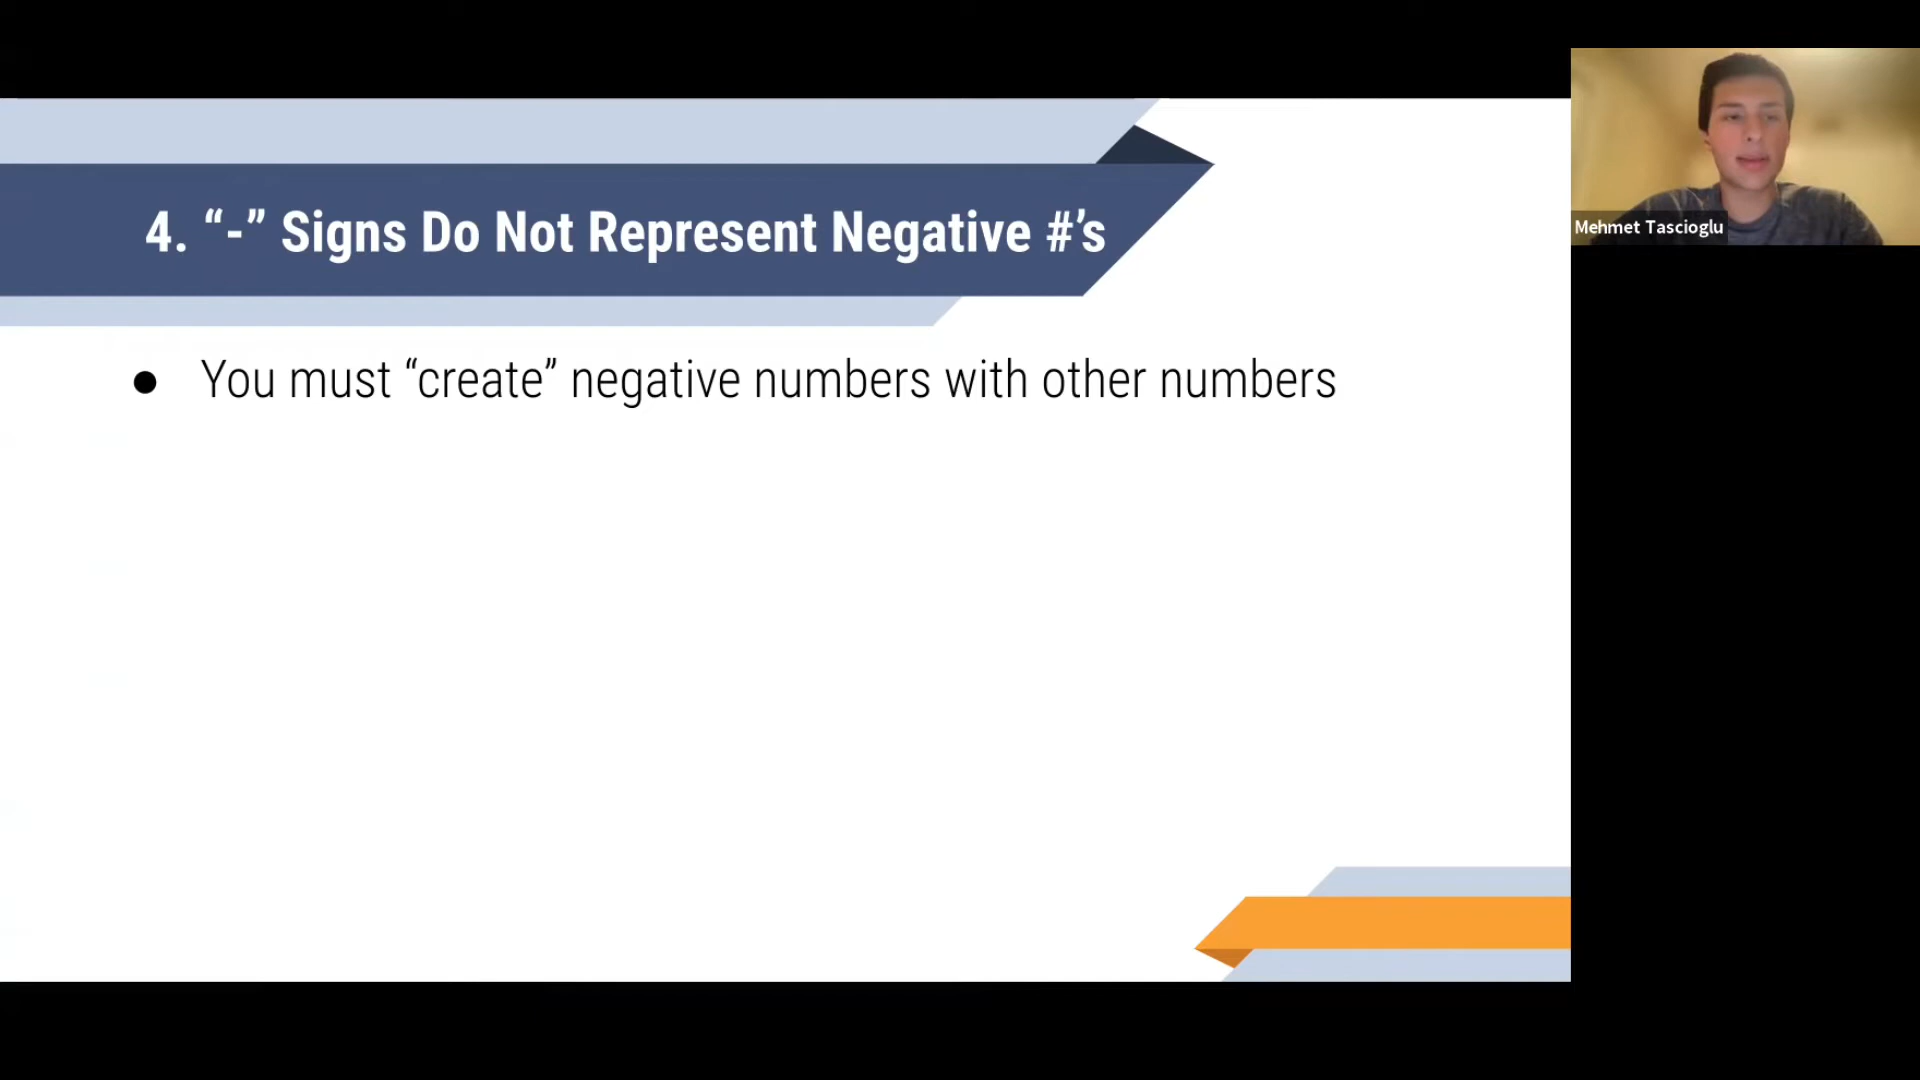 4. “-” Signs Do Not Represent Negative #’s
● You must “create” negative numbers with other numbers
Mehmet Tascioglu